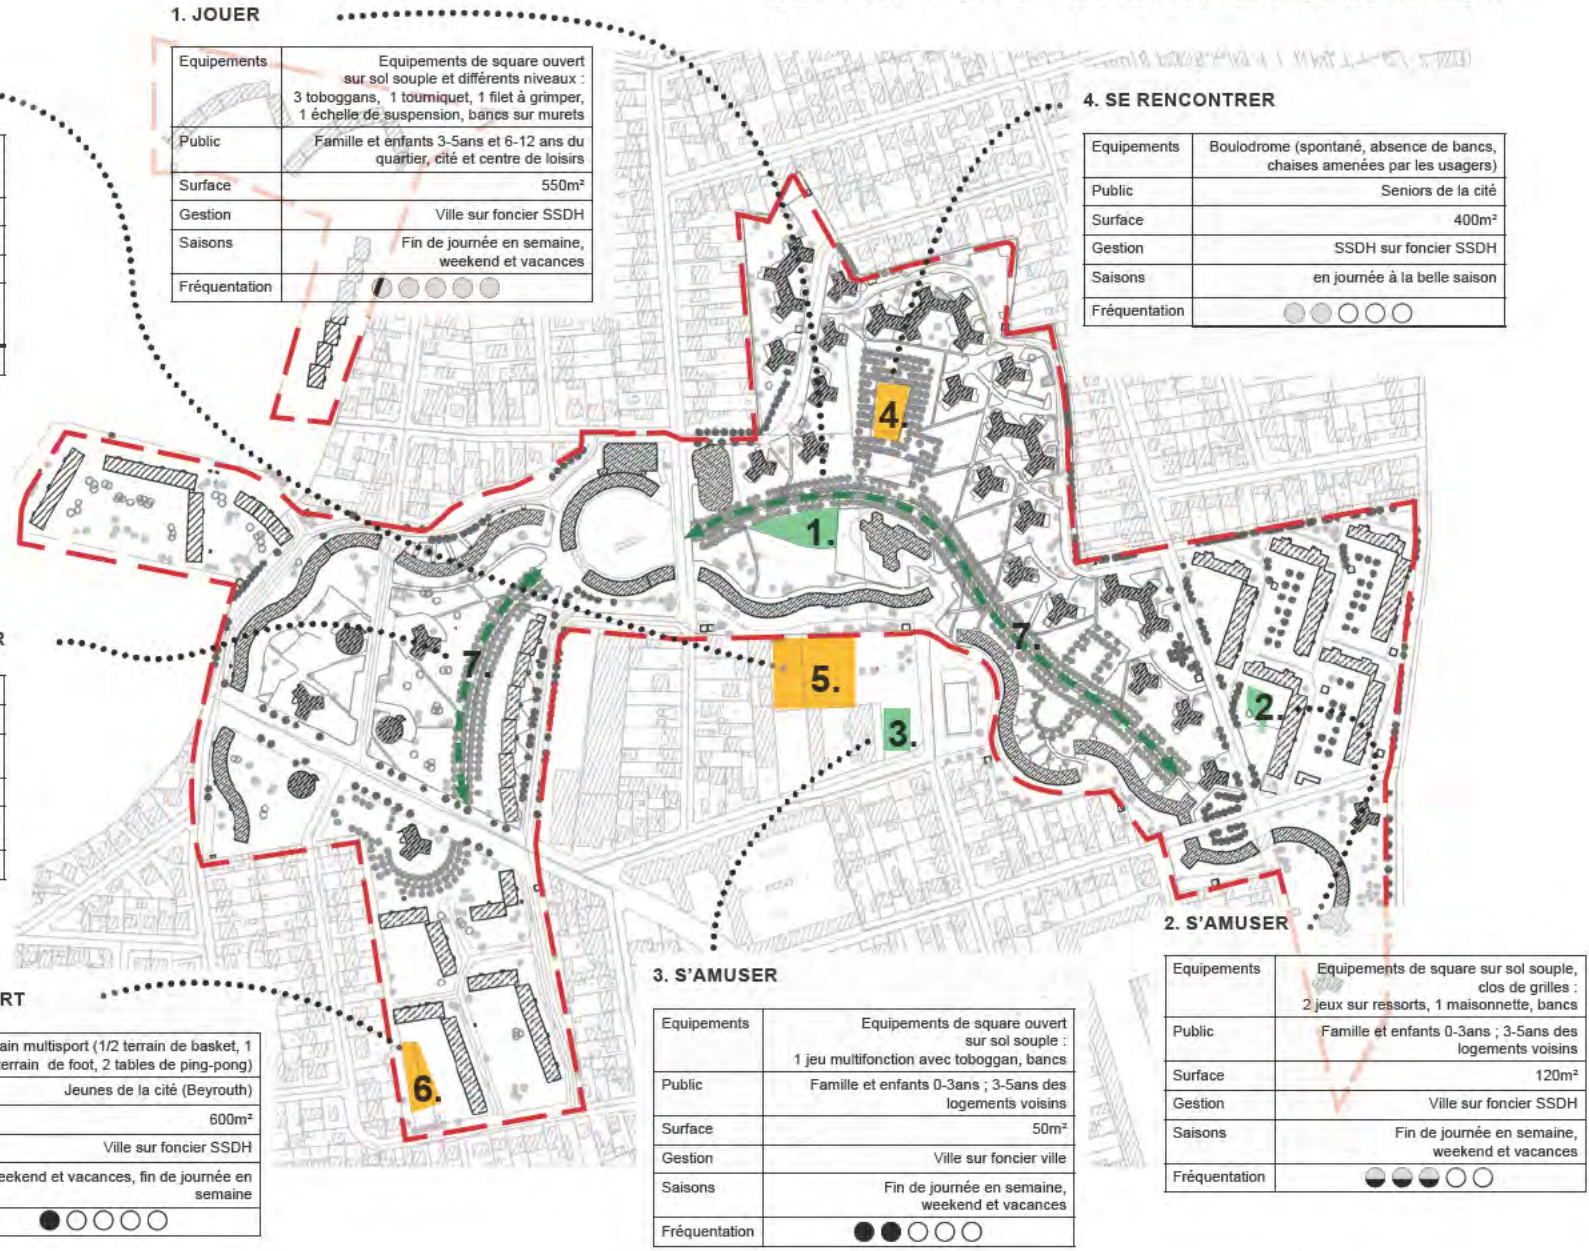 1. JOUER
Equipements
Equipements de square ouvert
sur sol souple et différents niveaux :
3 toboggans, 1 tourniquet, 1 filet à grimper,
1 échelle de suspension, bancs sur murets
Public
Famille et enfants 3-5ans et 6-12 ans du
quartier, cité et centre de loisirs
Surface
550m²
Gestion
Ville sur foncier SSDH
Saisons
Fin de journée en semaine,
weekend et vacances
Fréquentation
4. SE RENCONTRER
Equipements
Boulodrome (spontané, absence de bancs,
chaises amenées par les usagers)
Public
Seniors de la cité
Surface
400m²
Gestion
SSDH sur foncier SSDH
Saisons
en journée à la belle saison
Fréquentation
4.
1.
R
7.
7.
5.
2.
3.
6.
2. S'AMUSER
Equipements
Equipements de square sur sol souple,
clos de grilles :
2 jeux sur ressorts, 1 maisonnette, bancs
Public
Famille et enfants 0-3ans ; 3-5ans des
logements voisins
Surface
120m²
Gestion
Ville sur foncier SSDH
Saisons
Fin de journée en semaine,
weekend et vacances
Fréquentation
3. S'AMUSER
Equipements
Equipements de square ouvert
sur sol souple :
1 jeu multifonction avec toboggan, bancs
Public
Famille et enfants 0-3ans ; 3-5ans des
logements voisins
Surface
50m²
Gestion
Ville sur foncier ville
Saisons
Fin de journée en semaine,
weekend et vacances
Fréquentation
RT
ain multisport (1/2 terrain de basket, 1
terrain de foot, 2 tables de ping-pong)
Jeunes de la cité (Beyrouth)
600m²
Ville sur foncier SSDH
eekend et vacances, fin de journée en
semaine